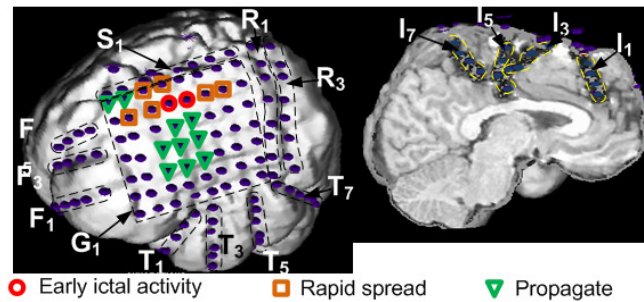 S1
R1
R3
F
F5
F3
F1
G1
T1
T3
T5
T7
I7
I5
I3
I1
Early ictal activity
Rapid spread
Propagate